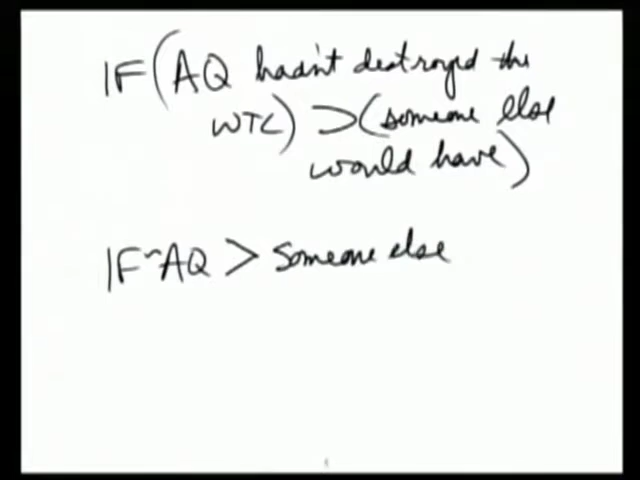 IF (AQ hadn't destroyed the
WTC) ⊃ (someone else
would have)
IF ~AQ > someone else